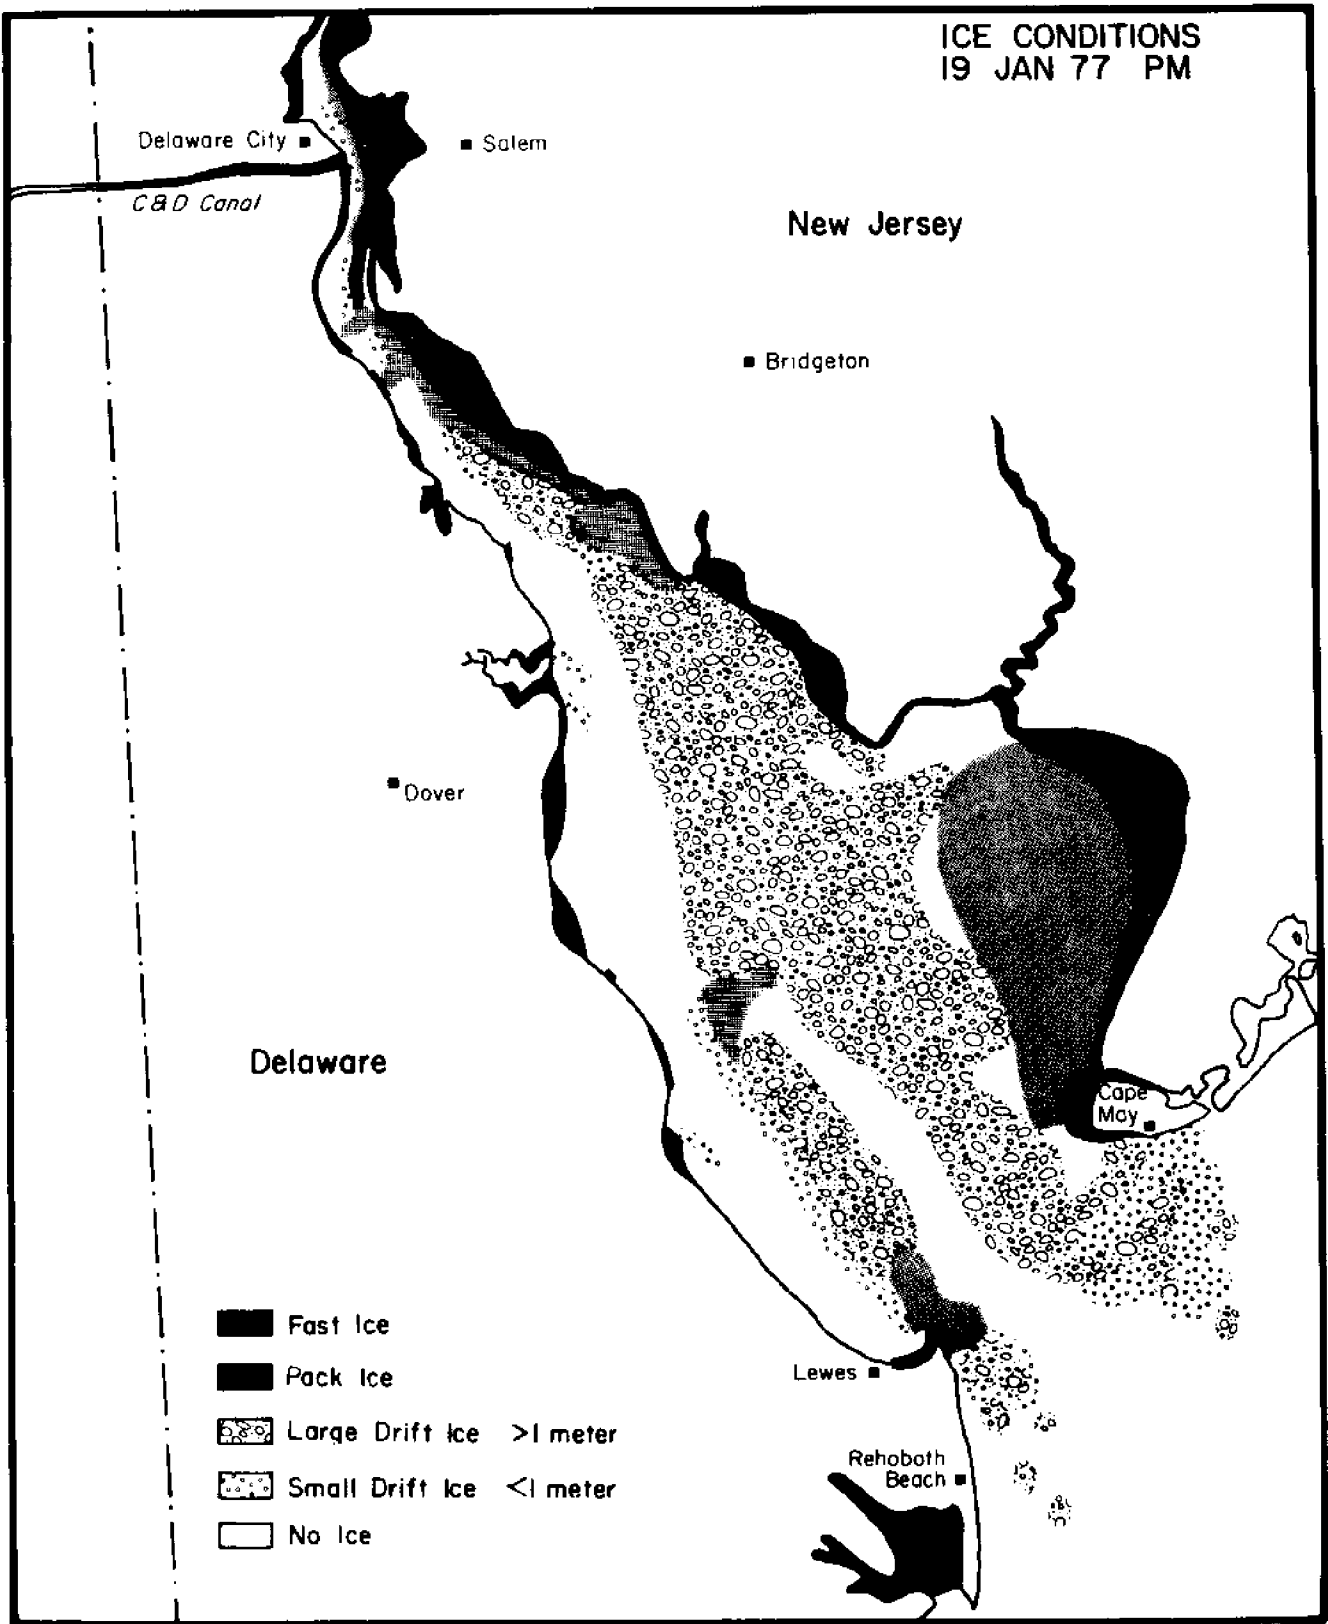 ICE CONDITIONS
19 JAN 77 PM
Delaware City
Salem
C & D Canal
New Jersey
Bridgeton
Dover
Delaware
Cape
May
Fast Ice
Pack Ice
Large Drift Ice >1 meter
Small Drift Ice <1 meter
No Ice
Lewes
Rehoboth
Beach